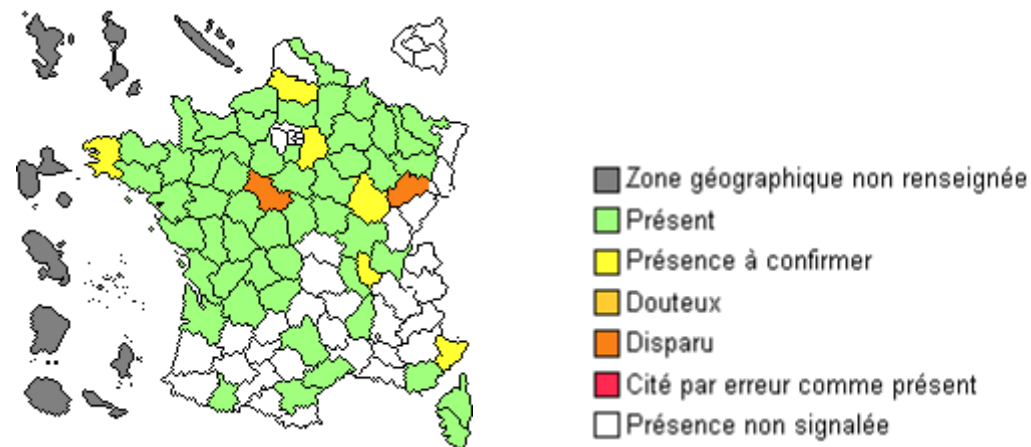 Zone géographique non renseignée
Présent
Présence à confirmer
Douteux
Disparu
Cité par erreur comme présent
Présence non signalée